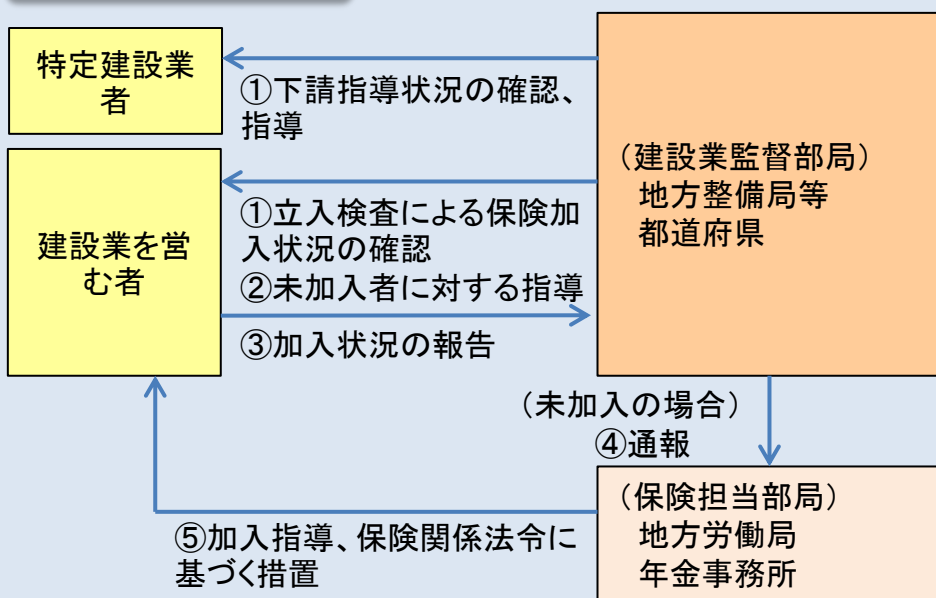 特定建設業
者
①下請指導状況の確認、
指導
建設業を営
む者
①立入検査による保険加
入状況の確認
②未加入者に対する指導
③加入状況の報告
（建設業監督部局）
地方整備局等
都道府県
（未加入の場合）
④通報
（保険担当部局）
地方労働局
年金事務所
⑤加入指導、保険関係法令に
基づく措置